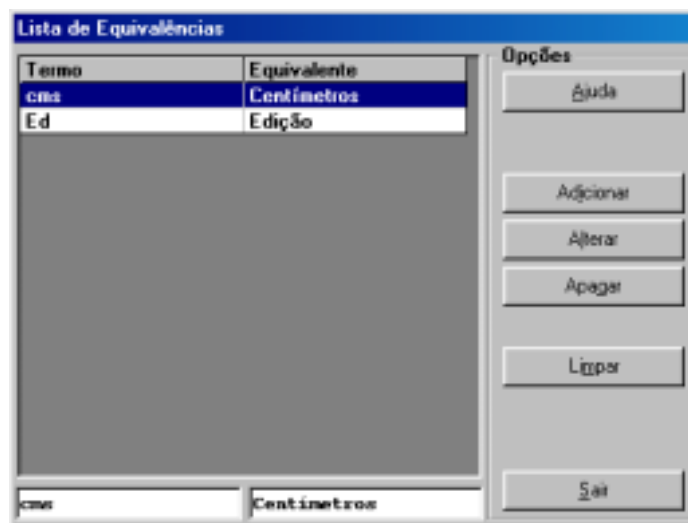 Lista de Equivalências
Termo Equivalente
cms Centímetros
Ed Edição
cms Centímetros
Opções
Ajuda
Adicionar
Alterar
Apagar
Limpar
Sair